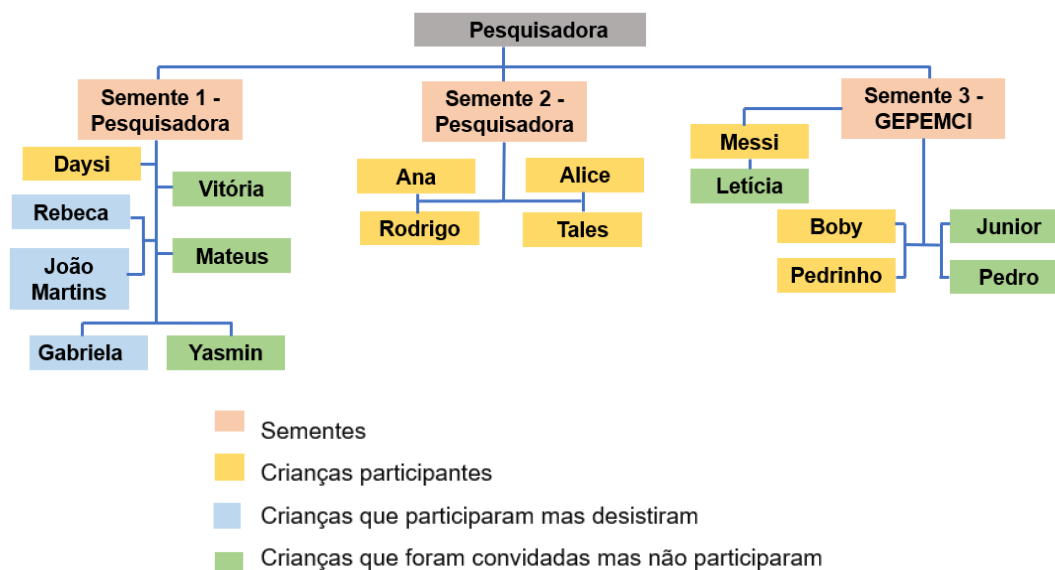 Pesquisadora
Semente 1 -
Pesquisadora
Daysi
Vitória
Rebeca
João
Martins
Mateus
Gabriela
Yasmin
Semente 2 -
Pesquisadora
Ana
Alice
Rodrigo
Tales
Semente 3 -
GEPEMCI
Messi
Letícia
Boby
Junior
Pedrinho
Pedro
Sementes
Crianças participantes
Crianças que participaram mas desistiram
Crianças que foram convidadas mas não participaram